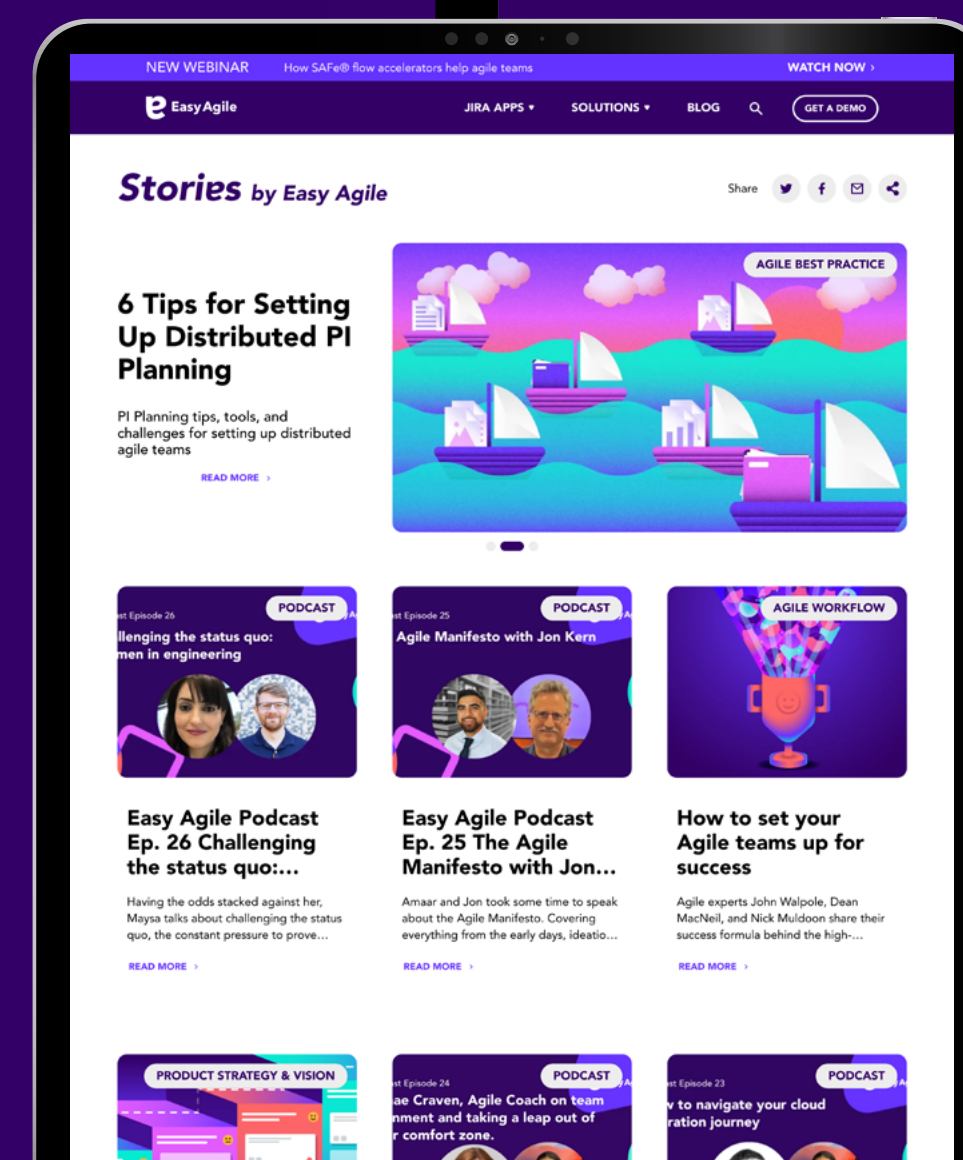 NEW WEBINAR How SAFe® flow accelerators help agile teams WATCH NOW ›
Easy Agile JIRA APPS ▾ SOLUTIONS ▾ BLOG GET A DEMO
Stories by Easy Agile
Share
AGILE BEST PRACTICE
6 Tips for Setting
Up Distributed PI
Planning
PI Planning tips, tools, and
challenges for setting up distributed
agile teams
READ MORE ›
PODCAST
st Episode 26
llenging the status quo:
men in engineering
PODCAST
st Episode 25
Agile Manifesto with Jon Kern
AGILE WORKFLOW
Easy Agile Podcast
Ep. 26 Challenging
the status quo:...
Having the odds stacked against her,
Maysa talks about challenging the status
quo, the constant pressure to prove...
READ MORE ›
Easy Agile Podcast
Ep. 25 The Agile
Manifesto with Jon...
Amaar and Jon took some time to speak
about the Agile Manifesto. Covering
everything from the early days, ideatio...
READ MORE ›
How to set your
Agile teams up for
success
Agile experts John Walpole, Dean
MacNeil, and Nick Muldoon share their
success formula behind the high-...
READ MORE ›
PRODUCT STRATEGY & VISION
PODCAST
st Episode 24
ae Craven, Agile Coach on team
nment and taking a leap out of
r comfort zone.
PODCAST
st Episode 23
v to navigate your cloud
ration journey